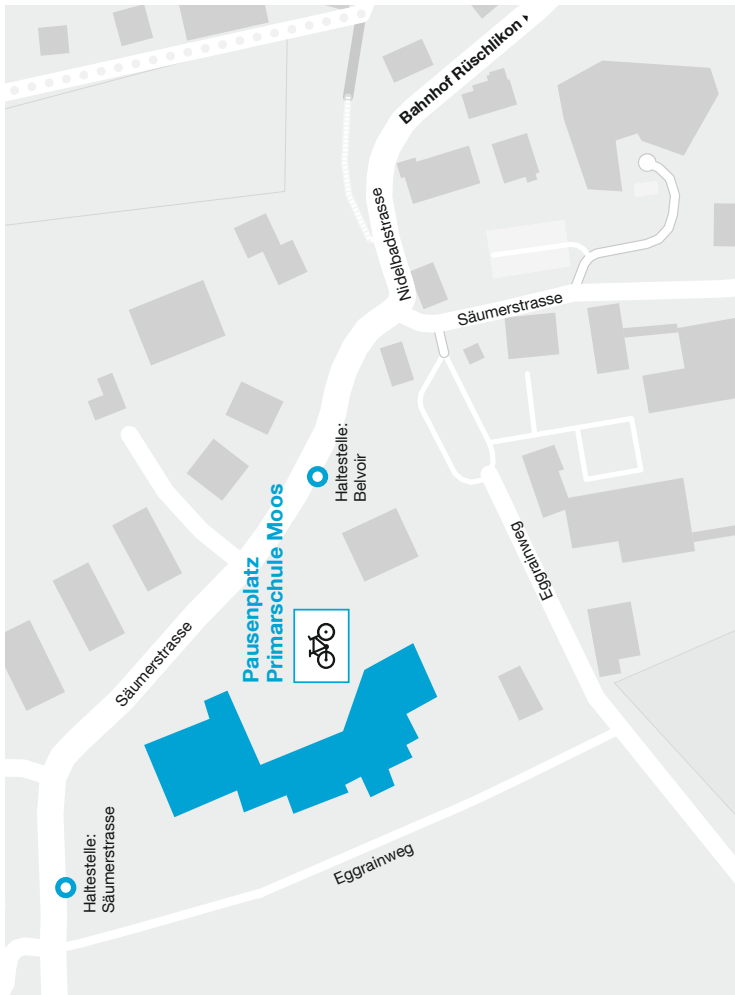 Bahnhof Rüschlikon
Nidelbadstrasse
Säumerstrasse
Haltestelle:
Belvoir
Pausenplatz
Primarschule Moos
Eggrainweg
Säumerstrasse
Haltestelle:
Säumerstrasse
Eggrainweg